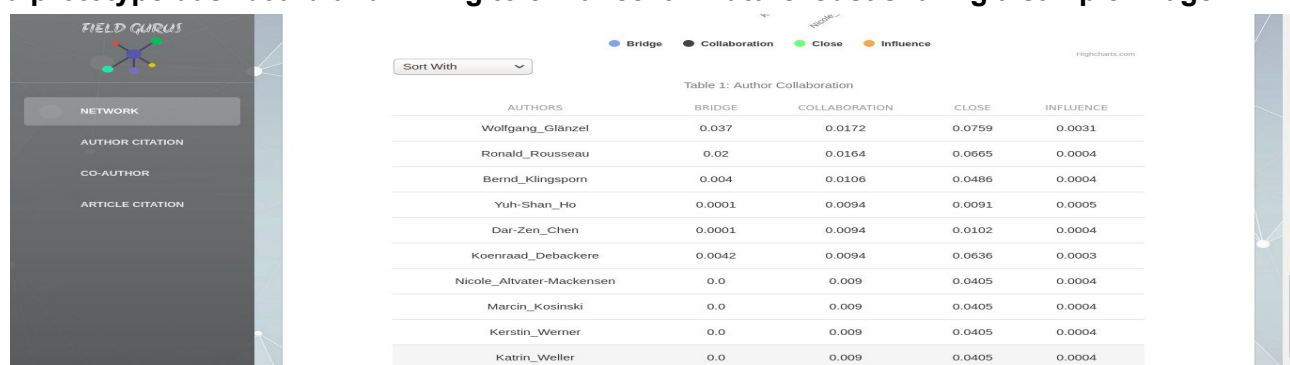 FIELD GURUS
NETWORK
AUTHOR CITATION
CO-AUTHOR
ARTICLE CITATION
Bridge Collaboration Close Influence
Highcharts.com
Sort With
Table 1: Author Collaboration
AUTHORS BRIDGE COLLABORATION CLOSE INFLUENCE
Wolfgang_Glänzel 0.037 0.0172 0.0759 0.0031
Ronald_Rousseau 0.02 0.0164 0.0665 0.0004
Bernd_Klingsporn 0.004 0.0106 0.0486 0.0004
Yuh-Shan_Ho 0.0001 0.0094 0.0091 0.0005
Dar-Zen_Chen 0.0001 0.0094 0.0102 0.0004
Koenraad_Debackere 0.0042 0.0094 0.0636 0.0003
Nicole_Altvater-Mackensen 0.0 0.009 0.0405 0.0004
Marcin_Kosinski 0.0 0.009 0.0405 0.0004
Kerstin_Werner 0.0 0.009 0.0405 0.0004
Katrin_Weller 0.0 0.009 0.0405 0.0004